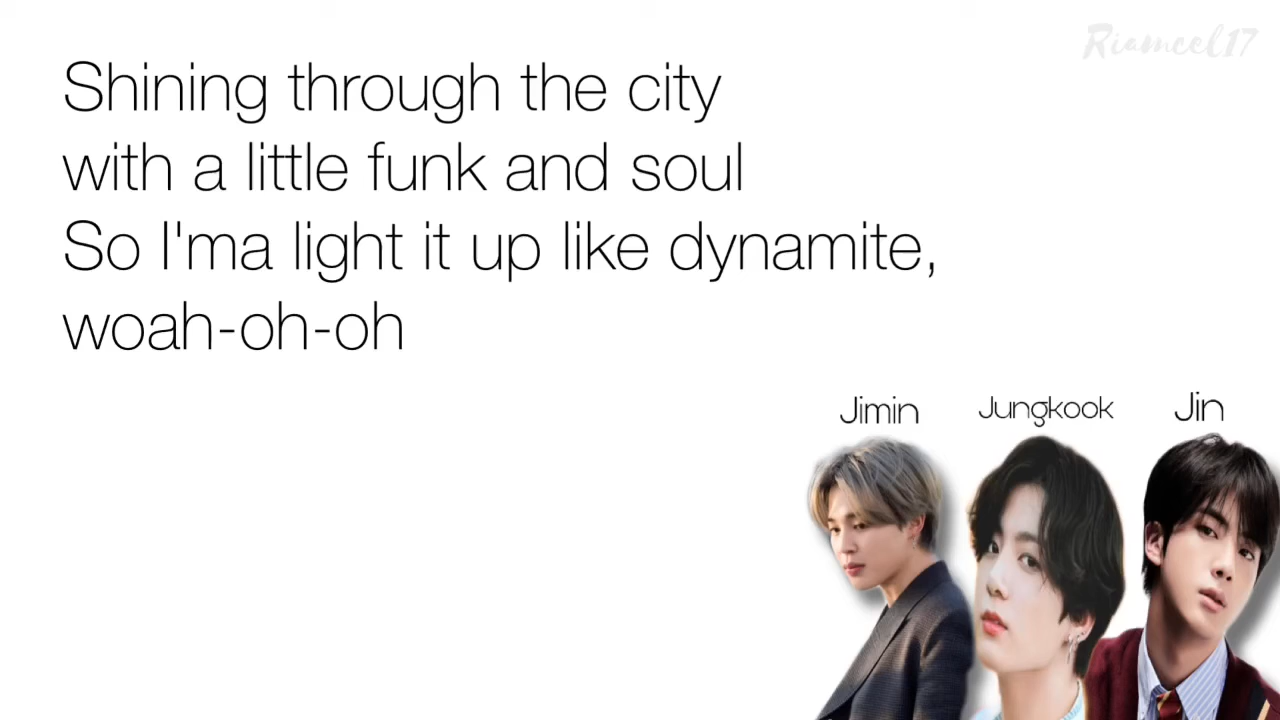 Riamcel17
Shining through the city
with a little funk and soul
So I'ma light it up like dynamite,
woah-oh-oh
Jimin Jungkook Jin